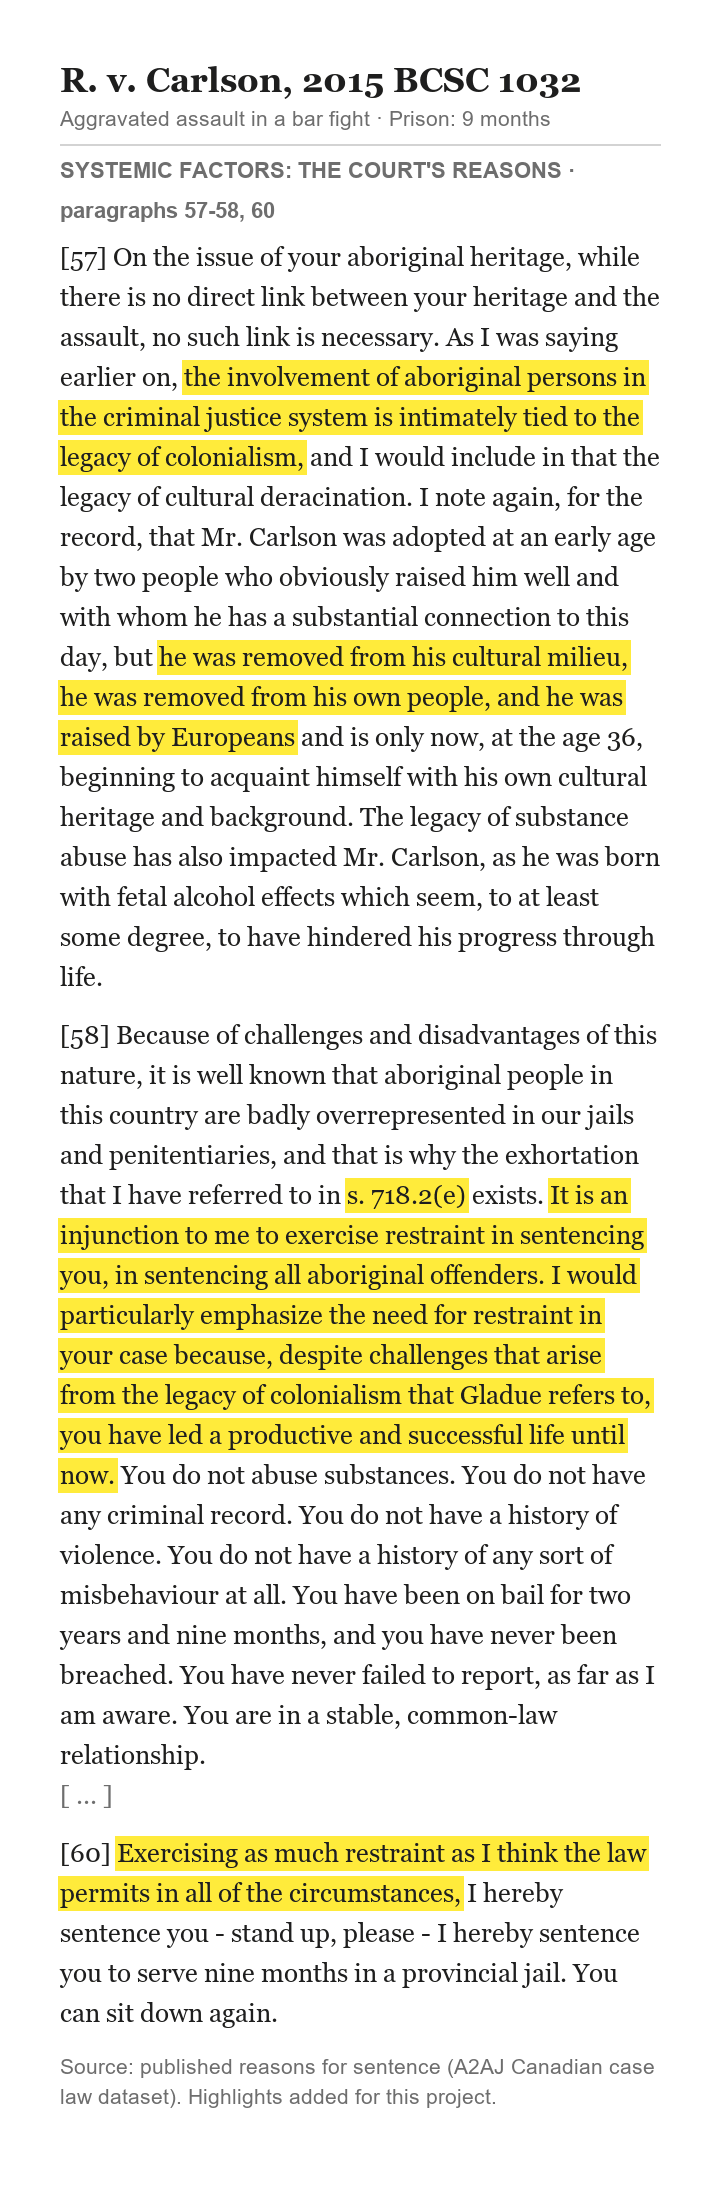 R. v. Carlson, 2015 BCSC 1032
Aggravated assault in a bar fight · Prison: 9 months
SYSTEMIC FACTORS: THE COURT'S REASONS ·
paragraphs 57-58, 60
[57] On the issue of your aboriginal heritage, while
there is no direct link between your heritage and the
assault, no such link is necessary. As I was saying
earlier on, the involvement of aboriginal persons in
the criminal justice system is intimately tied to the
legacy of colonialism, and I would include in that the
legacy of cultural deracination. I note again, for the
record, that Mr. Carlson was adopted at an early age
by two people who obviously raised him well and
with whom he has a substantial connection to this
day, but he was removed from his cultural milieu,
he was removed from his own people, and he was
raised by Europeans and is only now, at the age 36,
beginning to acquaint himself with his own cultural
heritage and background. The legacy of substance
abuse has also impacted Mr. Carlson, as he was born
with fetal alcohol effects which seem, to at least
some degree, to have hindered his progress through
life.
[58] Because of challenges and disadvantages of this
nature, it is well known that aboriginal people in
this country are badly overrepresented in our jails
and penitentiaries, and that is why the exhortation
that I have referred to in s. 718.2(e) exists. It is an
injunction to me to exercise restraint in sentencing
you, in sentencing all aboriginal offenders. I would
particularly emphasize the need for restraint in
your case because, despite challenges that arise
from the legacy of colonialism that Gladue refers to,
you have led a productive and successful life until
now. You do not abuse substances. You do not have
any criminal record. You do not have a history of
violence. You do not have a history of any sort of
misbehaviour at all. You have been on bail for two
years and nine months, and you have never been
breached. You have never failed to report, as far as I
am aware. You are in a stable, common-law
relationship.
[ ... ]
[60] Exercising as much restraint as I think the law
permits in all of the circumstances, I hereby
sentence you - stand up, please - I hereby sentence
you to serve nine months in a provincial jail. You
can sit down again.
Source: published reasons for sentence (A2AJ Canadian case
law dataset). Highlights added for this project.